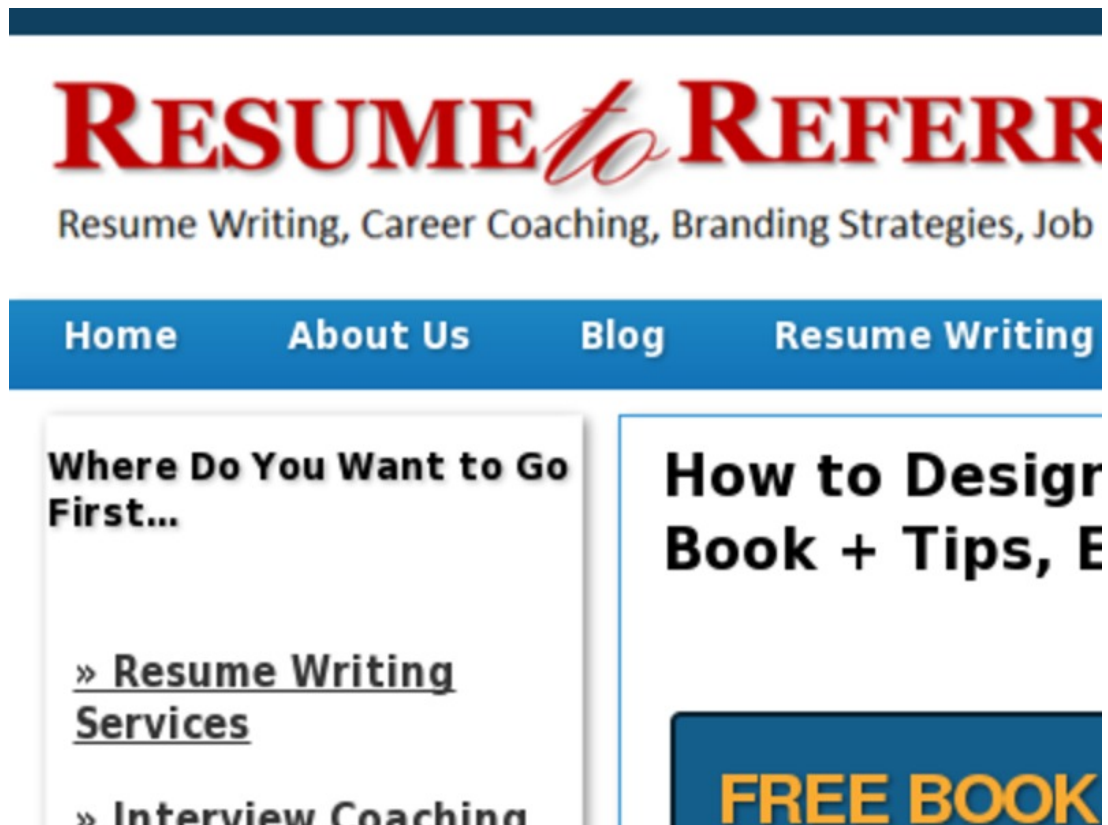 RESUME to REFERR
Resume Writing, Career Coaching, Branding Strategies, Job
Home About Us Blog Resume Writing
Where Do You Want to Go
First...
» Resume Writing
Services
» Interview Coaching
How to Design
Book + Tips, E
FREE BOOK